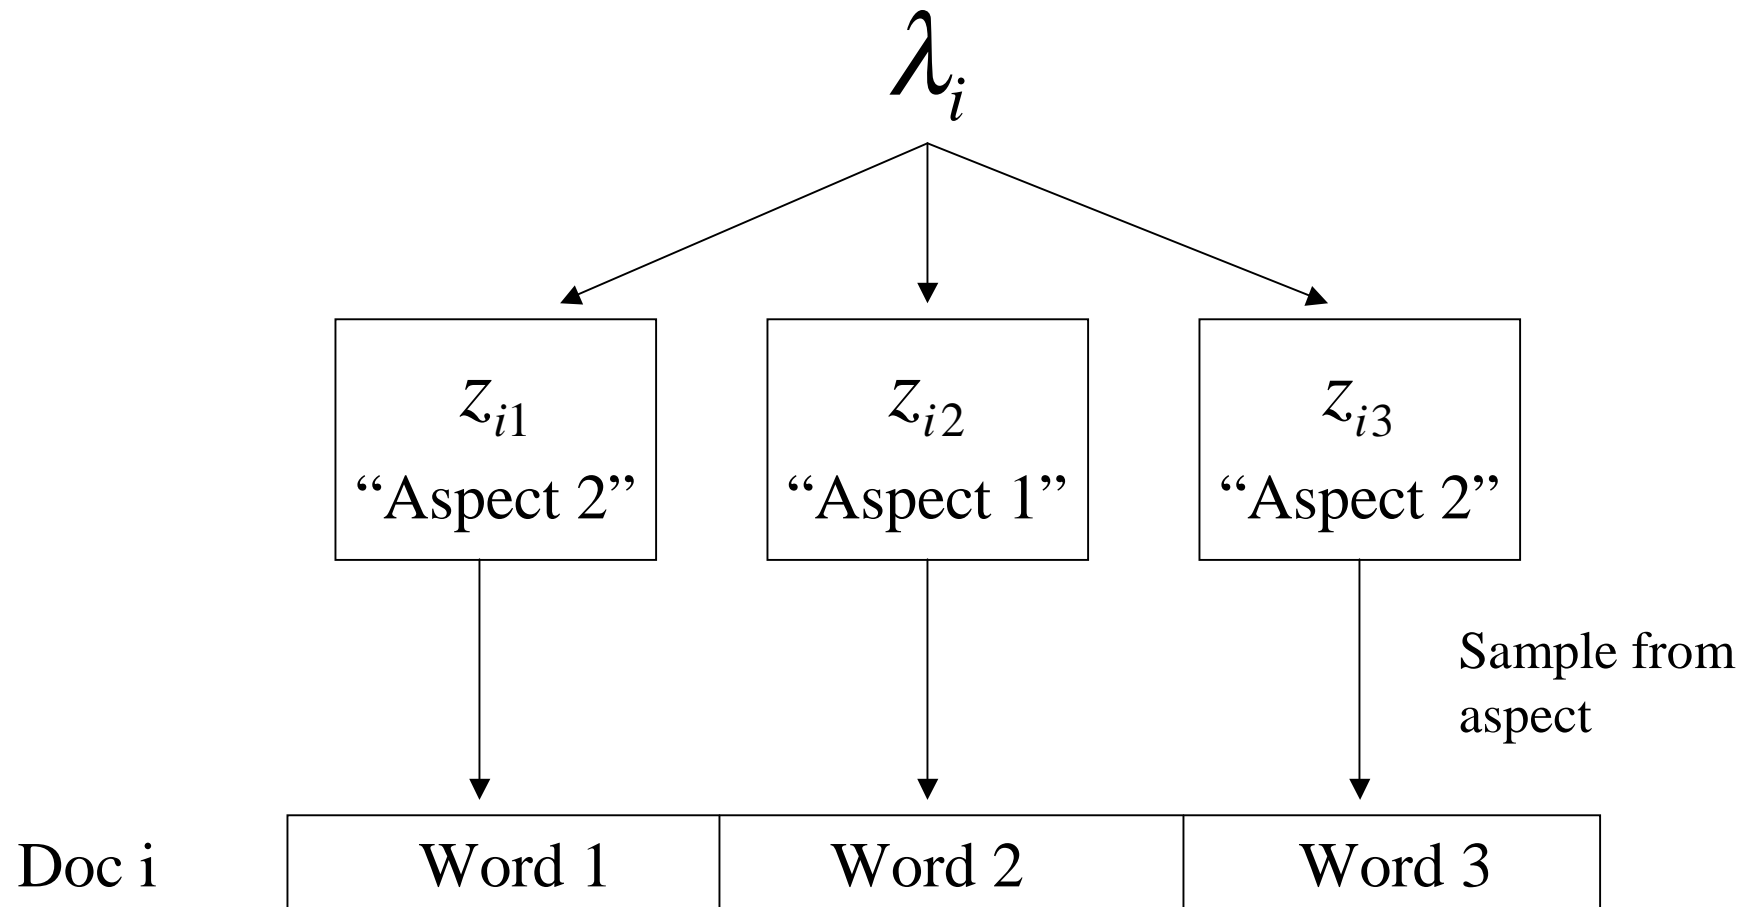 λᵢ
zᵢ₁ zᵢ₂ zᵢ₃
“Aspect 2” “Aspect 1” “Aspect 2”
Sample from
aspect
Doc i Word 1 Word 2 Word 3